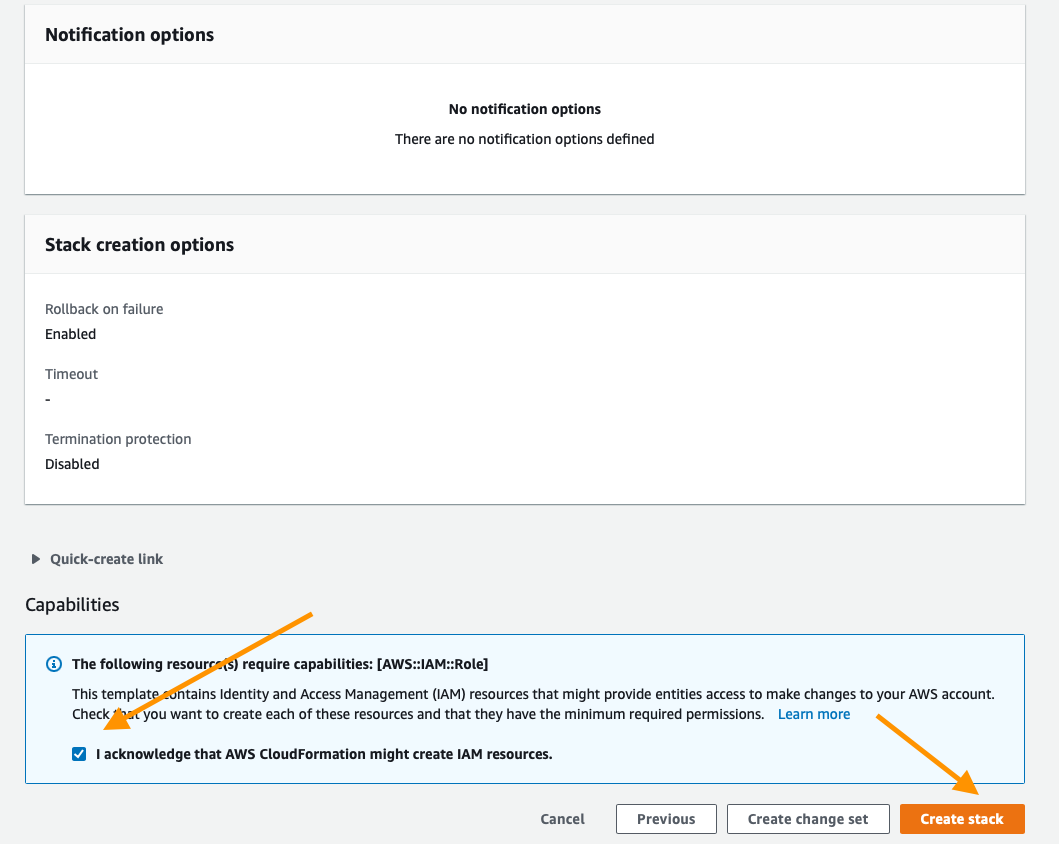 Notification options
No notification options
There are no notification options defined
Stack creation options
Rollback on failure
Enabled
Timeout
-
Termination protection
Disabled
Quick-create link
Capabilities
The following resource(s) require capabilities: [AWS::IAM::Role]
This template contains Identity and Access Management (IAM) resources that might provide entities access to make changes to your AWS account.
Check that you want to create each of these resources and that they have the minimum required permissions. Learn more
I acknowledge that AWS CloudFormation might create IAM resources.
Cancel Previous Create change set Create stack